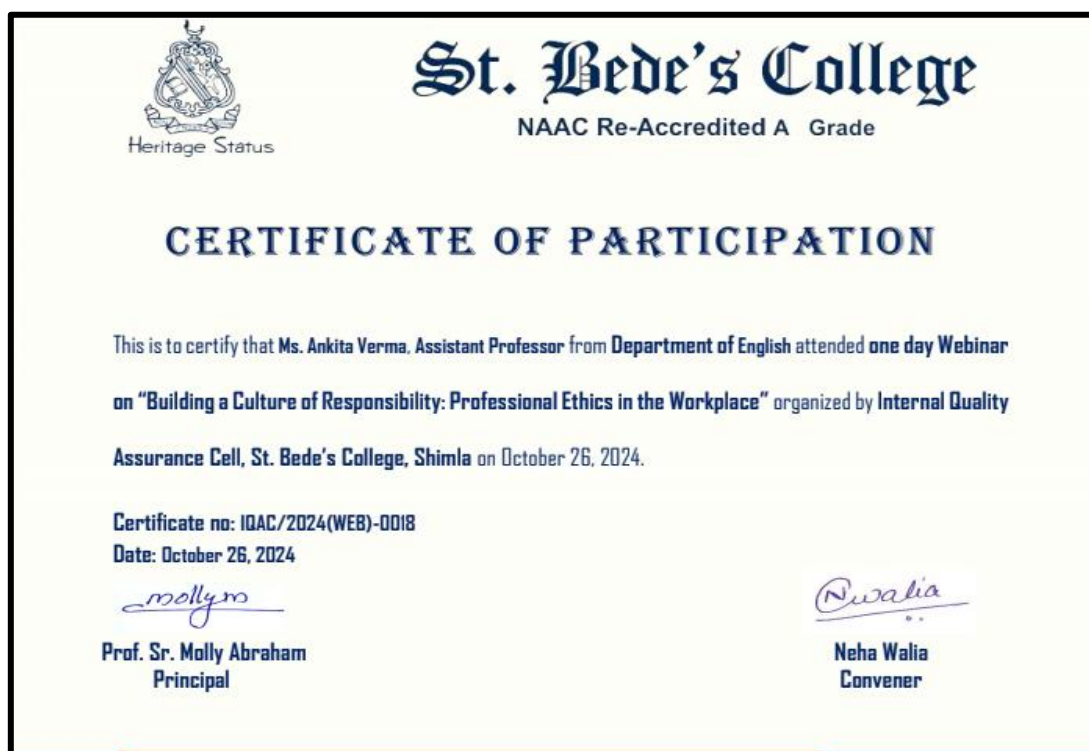 St. Bede's College
NAAC Re-Accredited A Grade
Heritage Status
CERTIFICATE OF PARTICIPATION
This is to certify that Ms. Ankita Verma, Assistant Professor from Department of English attended one day Webinar
on “Building a Culture of Responsibility: Professional Ethics in the Workplace” organized by Internal Quality
Assurance Cell, St. Bede’s College, Shimla on October 26, 2024.
Certificate no: IQAC/2024(WEB)-0018
Date: October 26, 2024
mollym
Nwalia
Prof. Sr. Molly Abraham
Neha Walia
Principal
Convener